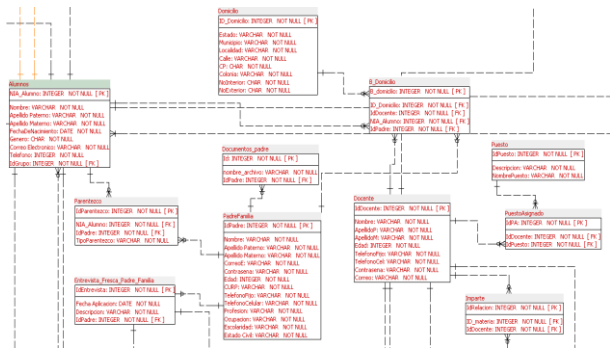 Domicilio
ID_Domicilio: INTEGER NOT NULL [ PK ]
Estado: VARCHAR NOT NULL
Municipio: VARCHAR NOT NULL
Localidad: VARCHAR NOT NULL
Calle: VARCHAR NOT NULL
CP: CHAR NOT NULL
Colonia: VARCHAR NOT NULL
NoInterior: CHAR NOT NULL
NoExterior: CHAR NOT NULL
Alumnos
NIA_Alumno: INTEGER NOT NULL [ PK ]
Nombre: VARCHAR NOT NULL
Apellido Paterno: VARCHAR NOT NULL
Apellido Materno: VARCHAR NOT NULL
FechaDeNacimiento: DATE NOT NULL
Genero: CHAR NOT NULL
Correo Electronico: VARCHAR NOT NULL
Telefono: INTEGER NOT NULL
IdGrupo: INTEGER NOT NULL [ FK ]
B_Domicilio
B_domicilio: INTEGER NOT NULL [ PK ]
ID_Domicilio: INTEGER NOT NULL [ FK ]
IdDocente: INTEGER NOT NULL [ FK ]
NIA_Alumno: INTEGER NOT NULL [ FK ]
IdPadre: INTEGER NOT NULL [ FK ]
Documentos_padre
Id: INTEGER NOT NULL [ PK ]
nombre_archivo: VARCHAR NOT NULL
IdPadre: INTEGER NOT NULL [ FK ]
Puesto
IdPuesto: INTEGER NOT NULL [ PK ]
Descripcion: VARCHAR NOT NULL
NombrePuesto: VARCHAR NOT NULL
Parentezco
IdParentezco: INTEGER NOT NULL [ PK ]
NIA_Alumno: INTEGER NOT NULL [ FK ]
IdPadre: INTEGER NOT NULL [ FK ]
TipoParentezco: VARCHAR NOT NULL
PadreFamilia
IdPadre: INTEGER NOT NULL [ PK ]
Nombre: VARCHAR NOT NULL
Apellido Paterno: VARCHAR NOT NULL
Apellido Materno: VARCHAR NOT NULL
CorreoE: VARCHAR NOT NULL
Contrasena: VARCHAR NOT NULL
Edad: INTEGER NOT NULL
CURP: VARCHAR NOT NULL
TelefonoFijo: VARCHAR NOT NULL
TelefonoCelular: VARCHAR NOT NULL
Profesion: VARCHAR NOT NULL
Ocupacion: VARCHAR NOT NULL
Escolaridad: VARCHAR NOT NULL
Estado Civil: VARCHAR NOT NULL
Docente
IdDocente: INTEGER NOT NULL [ PK ]
Nombre: VARCHAR NOT NULL
ApellidoP: VARCHAR NOT NULL
ApellidoM: VARCHAR NOT NULL
Edad: INTEGER NOT NULL
TelefonoFijo: VARCHAR NOT NULL
TelefonoCel: VARCHAR NOT NULL
Contrasena: VARCHAR NOT NULL
Correo: VARCHAR NOT NULL
PuestoAsignado
IdPA: INTEGER NOT NULL [ PK ]
IdDocente: INTEGER NOT NULL [ FK ]
IdPuesto: INTEGER NOT NULL [ FK ]
Entrevista_Fresca_Padre_Familia
IdEntrevista: INTEGER NOT NULL [ PK ]
Fecha Aplicacion: DATE NOT NULL
Descripcion: VARCHAR NOT NULL
IdPadre: INTEGER NOT NULL [ FK ]
Imparte
IdRelacion: INTEGER NOT NULL [ PK ]
ID_materia: INTEGER NOT NULL [ FK ]
IdDocente: INTEGER NOT NULL [ FK ]